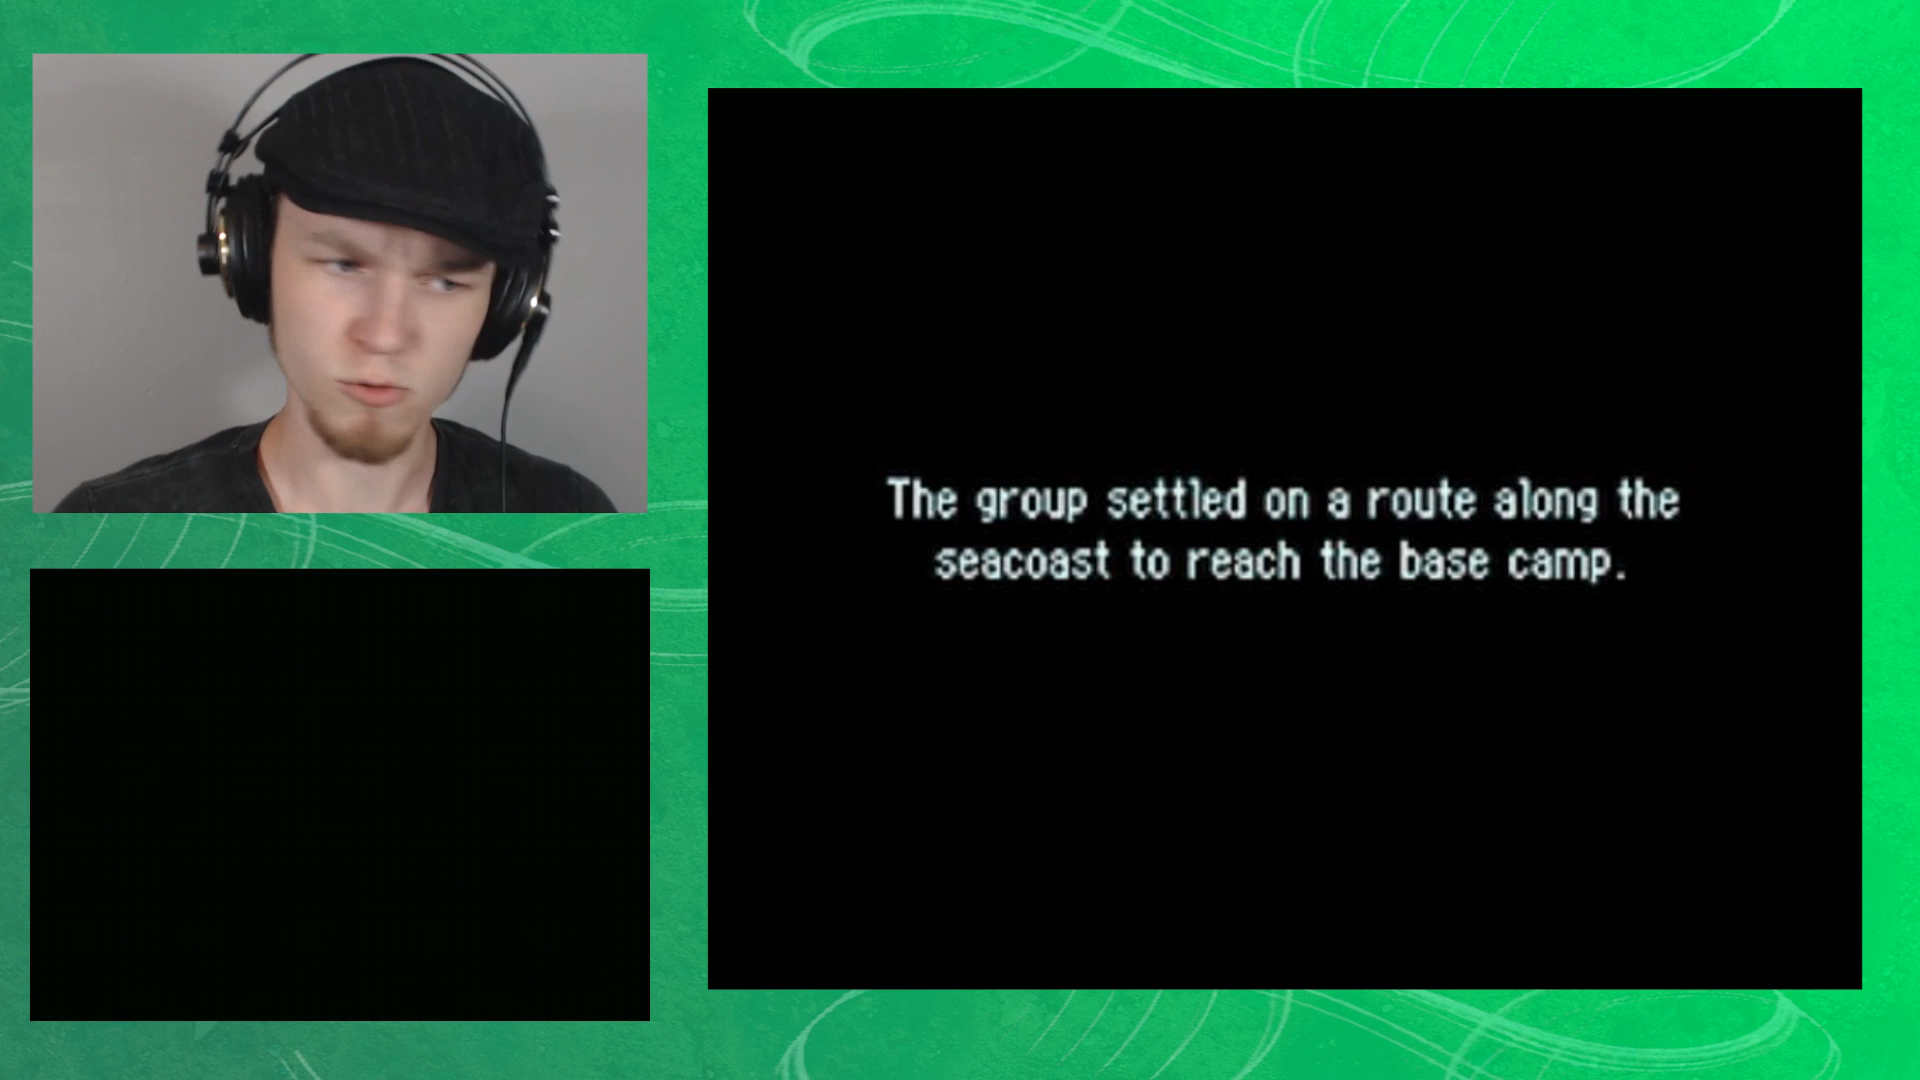 The group settled on a route along the
seacoast to reach the base camp.